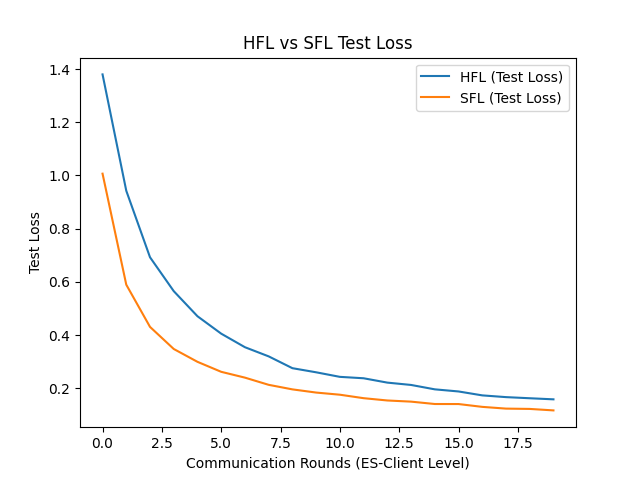 HFL vs SFL Test Loss
HFL (Test Loss)
SFL (Test Loss)
Test Loss
1.4
1.2
1.0
0.8
0.6
0.4
0.2
0.0 2.5 5.0 7.5 10.0 12.5 15.0 17.5
Communication Rounds (ES-Client Level)